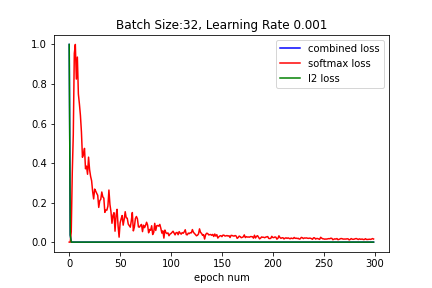 Batch Size:32, Learning Rate 0.001
combined loss
softmax loss
l2 loss
1.0
0.8
0.6
0.4
0.2
0.0
0 50 100 150 200 250 300
epoch num